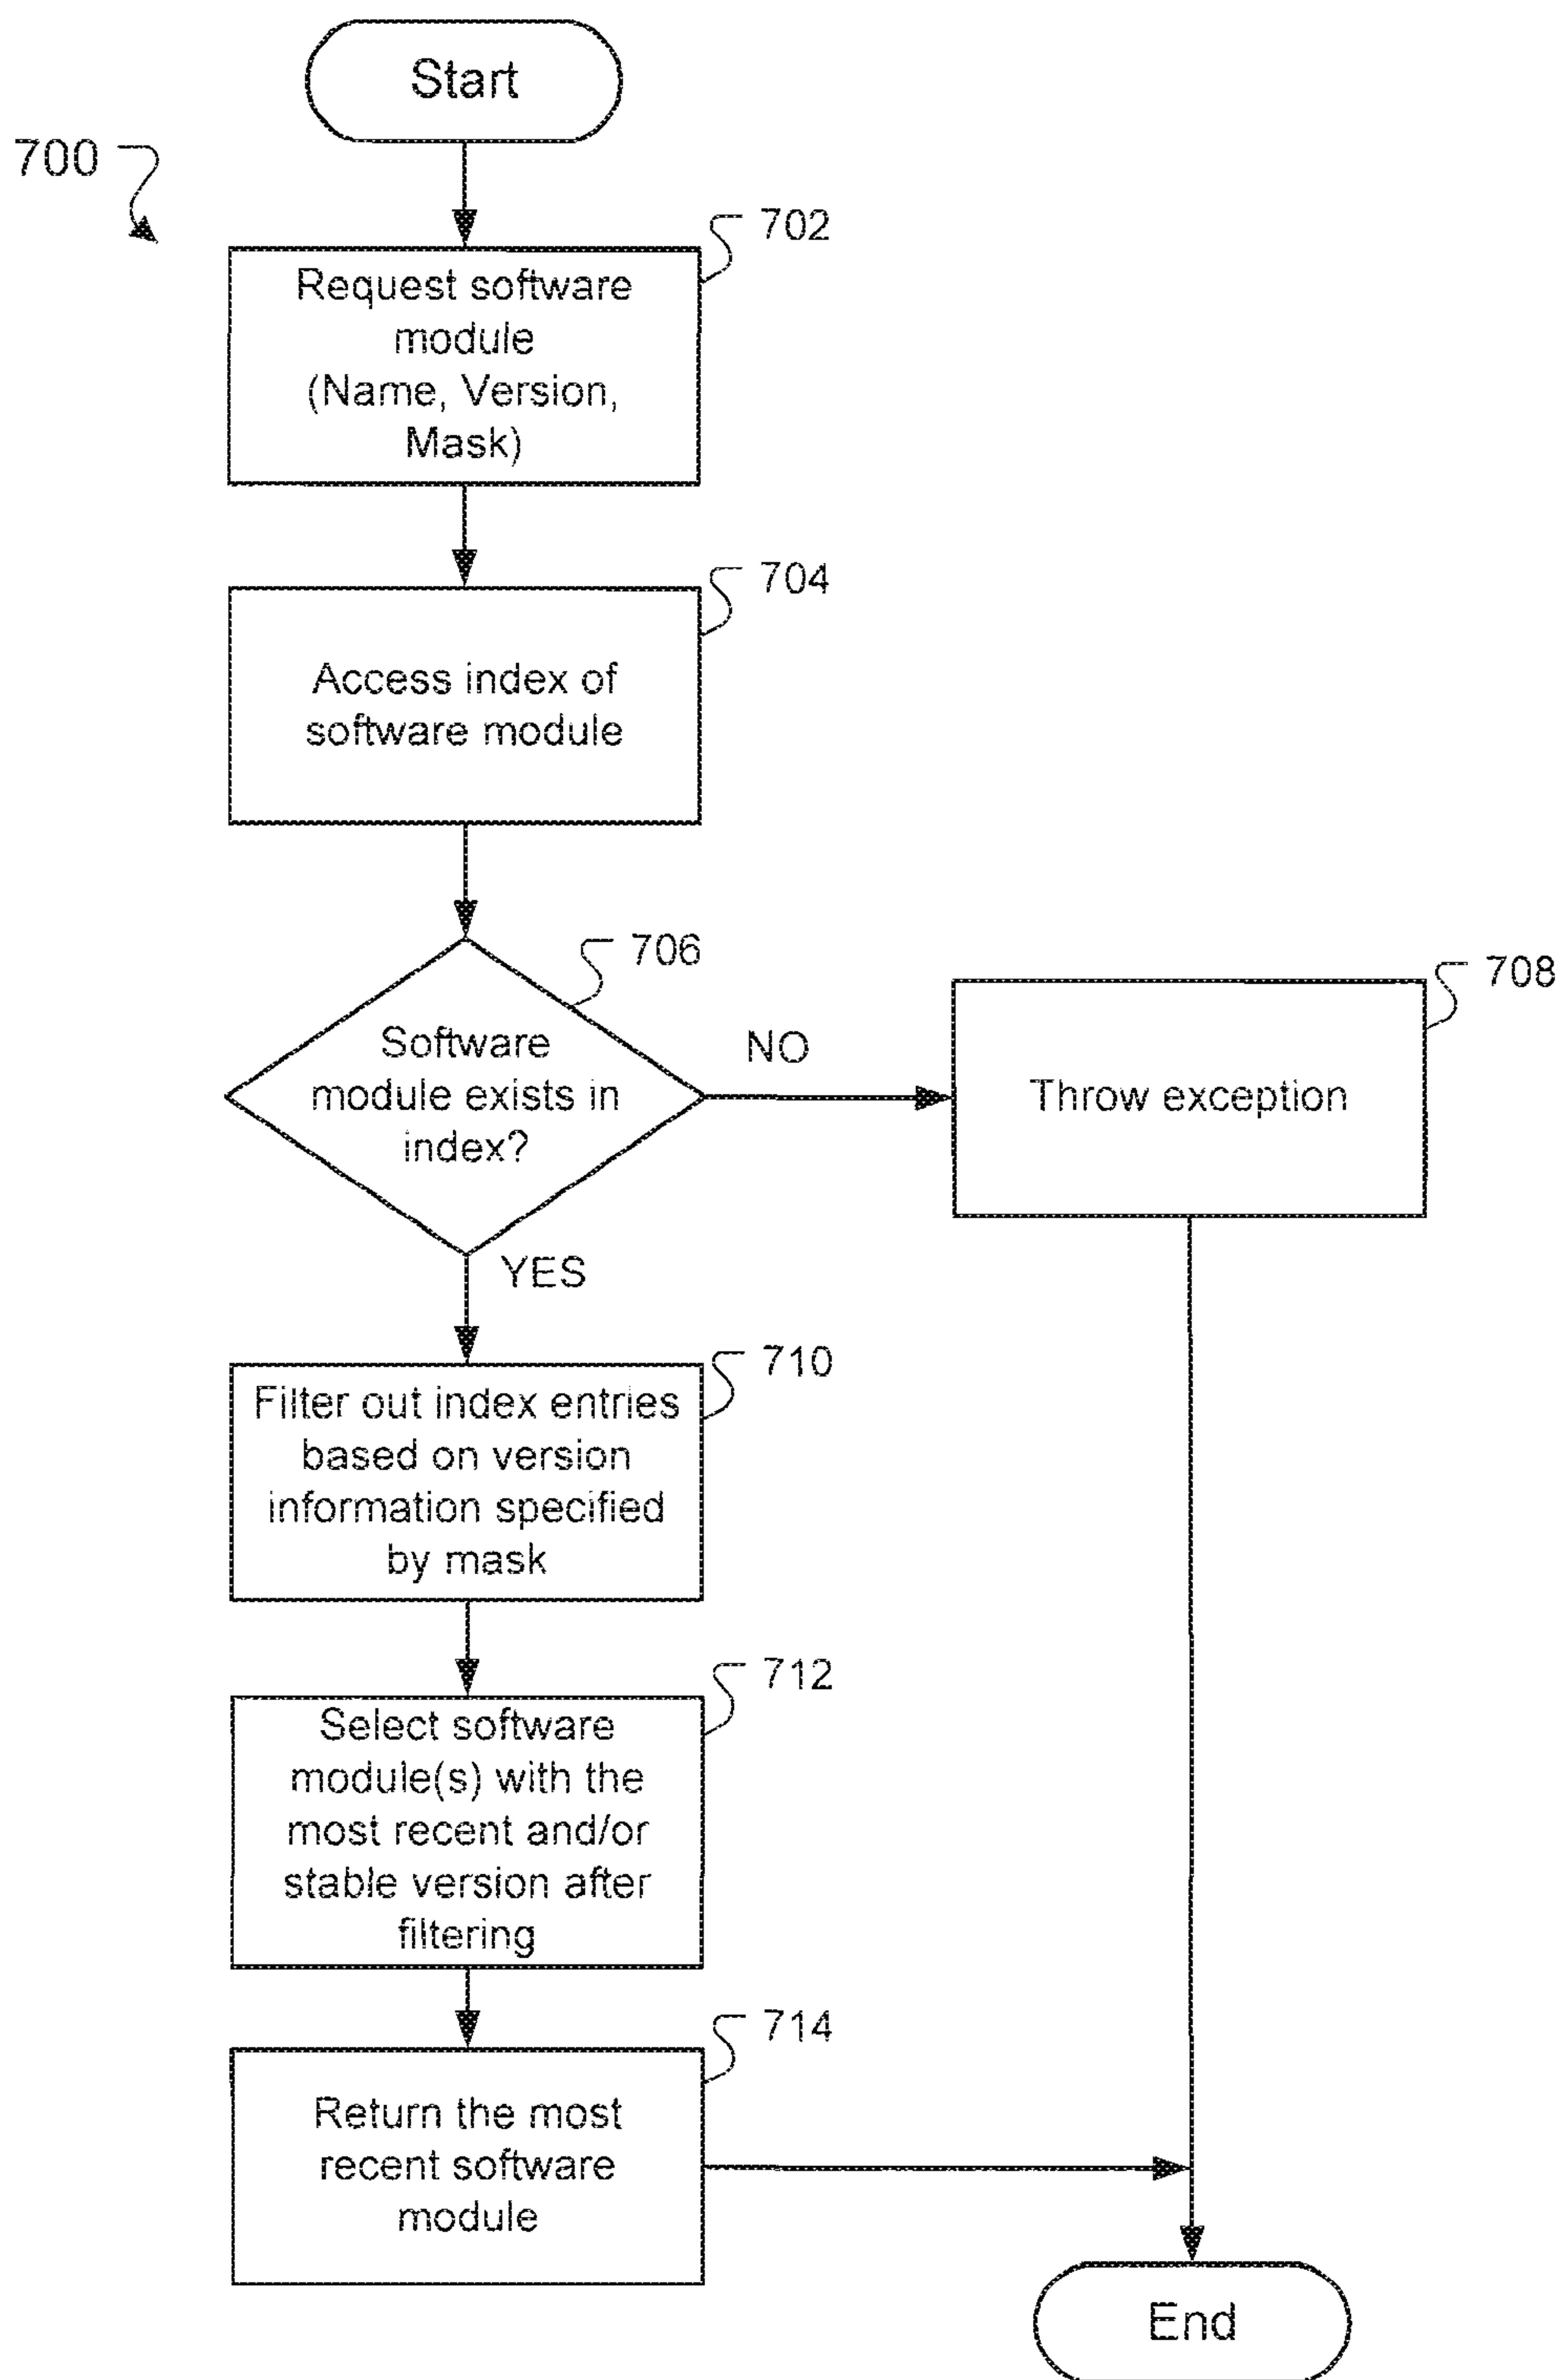 Start
700
702
Request software
module
(Name, Version,
Mask)
704
Access index of
software module
706
Software
module exists in
index?
NO
708
Throw exception
YES
710
Filter out index entries
based on version
information specified
by mask
712
Select software
module(s) with the
most recent and/or
stable version after
filtering
714
Return the most
recent software
module
End